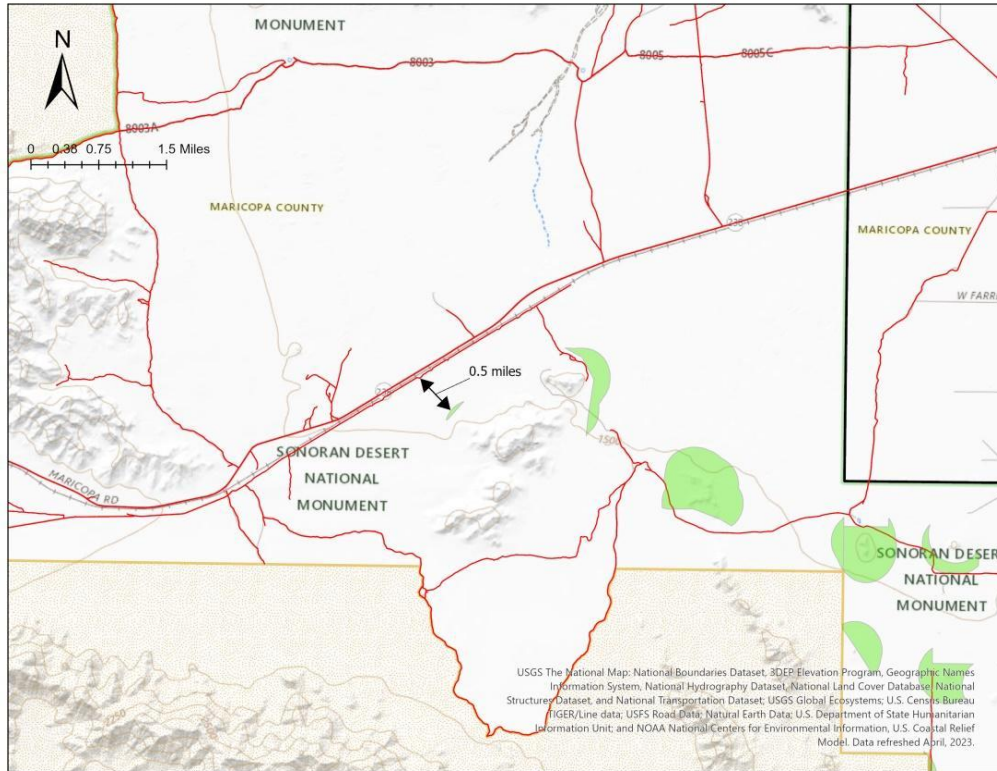 MONUMENT
N
8003
8005
8005C
8003A
0 0.38 0.75 1.5 Miles
MARICOPA COUNTY
238
MARICOPA COUNTY
W FARR
0.5 miles
238
1500
SONORAN DESERT
NATIONAL
MONUMENT
MARICOPA RD
SONORAN DESER
NATIONAL
MONUMENT
2250
USGS The National Map: National Boundaries Dataset, 3DEP Elevation Program, Geographic Names
Information System, National Hydrography Dataset, National Land Cover Database, National
Structures Dataset, and National Transportation Dataset; USGS Global Ecosystems; U.S. Census Bureau
TIGER/Line data; USFS Road Data; Natural Earth Data; U.S. Department of State Humanitarian
Information Unit; and NOAA National Centers for Environmental Information, U.S. Coastal Relief
Model. Data refreshed April, 2023.